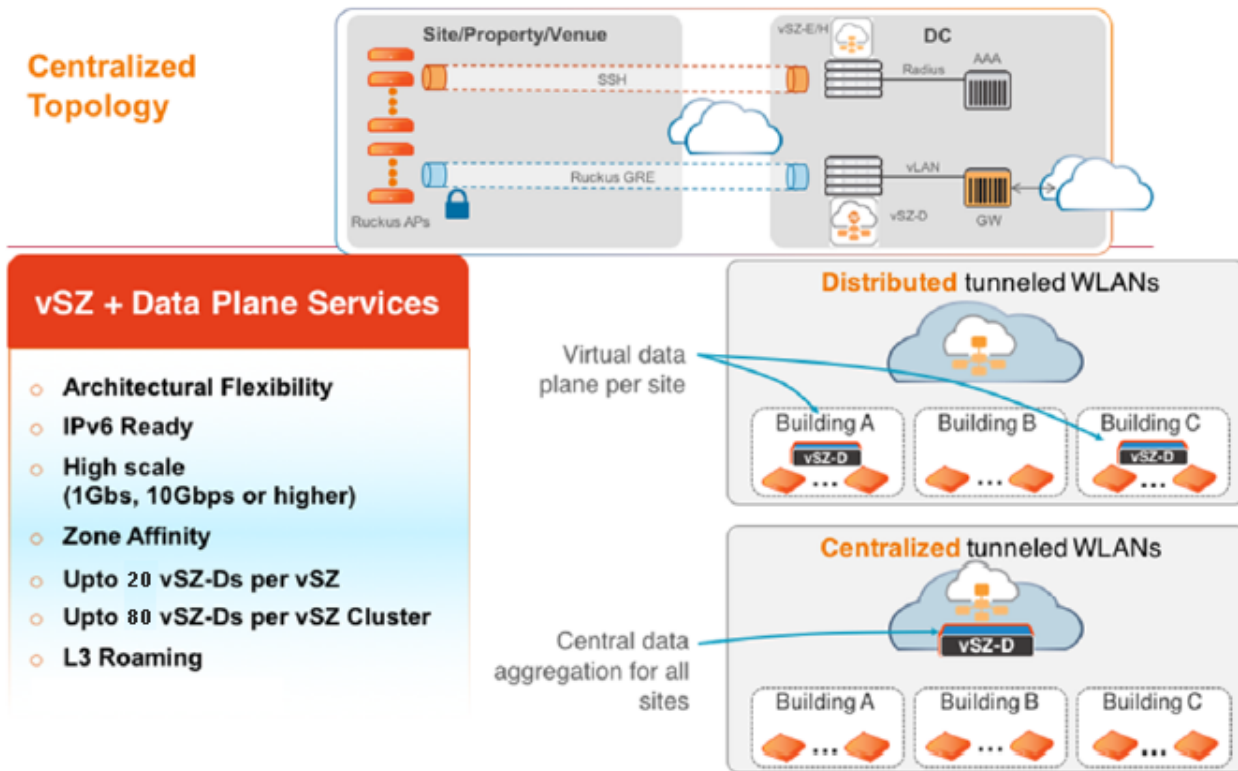 Centralized
Topology
Site/Property/Venue
vSZ-E/H
DC
AAA
SSH
Radius
Ruckus GRE
vLAN
Ruckus APs
vSZ-D
GW
vSZ + Data Plane Services
Architectural Flexibility
IPv6 Ready
High scale
(1Gbs, 10Gbps or higher)
Zone Affinity
Upto 20 vSZ-Ds per vSZ
Upto 80 vSZ-Ds per vSZ Cluster
L3 Roaming
Distributed tunneled WLANs
Virtual data
plane per site
Building A
Building B
Building C
vSZ-D
vSZ-D
Centralized tunneled WLANs
vSZ-D
Central data
aggregation for all
sites
Building A
Building B
Building C